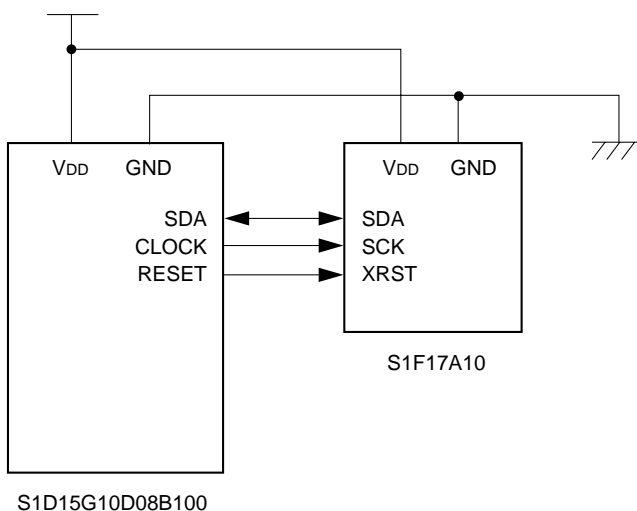 VDD GND
VDD GND
SDA
CLOCK
RESET
SDA
SCK
XRST
S1F17A10
S1D15G10D08B100